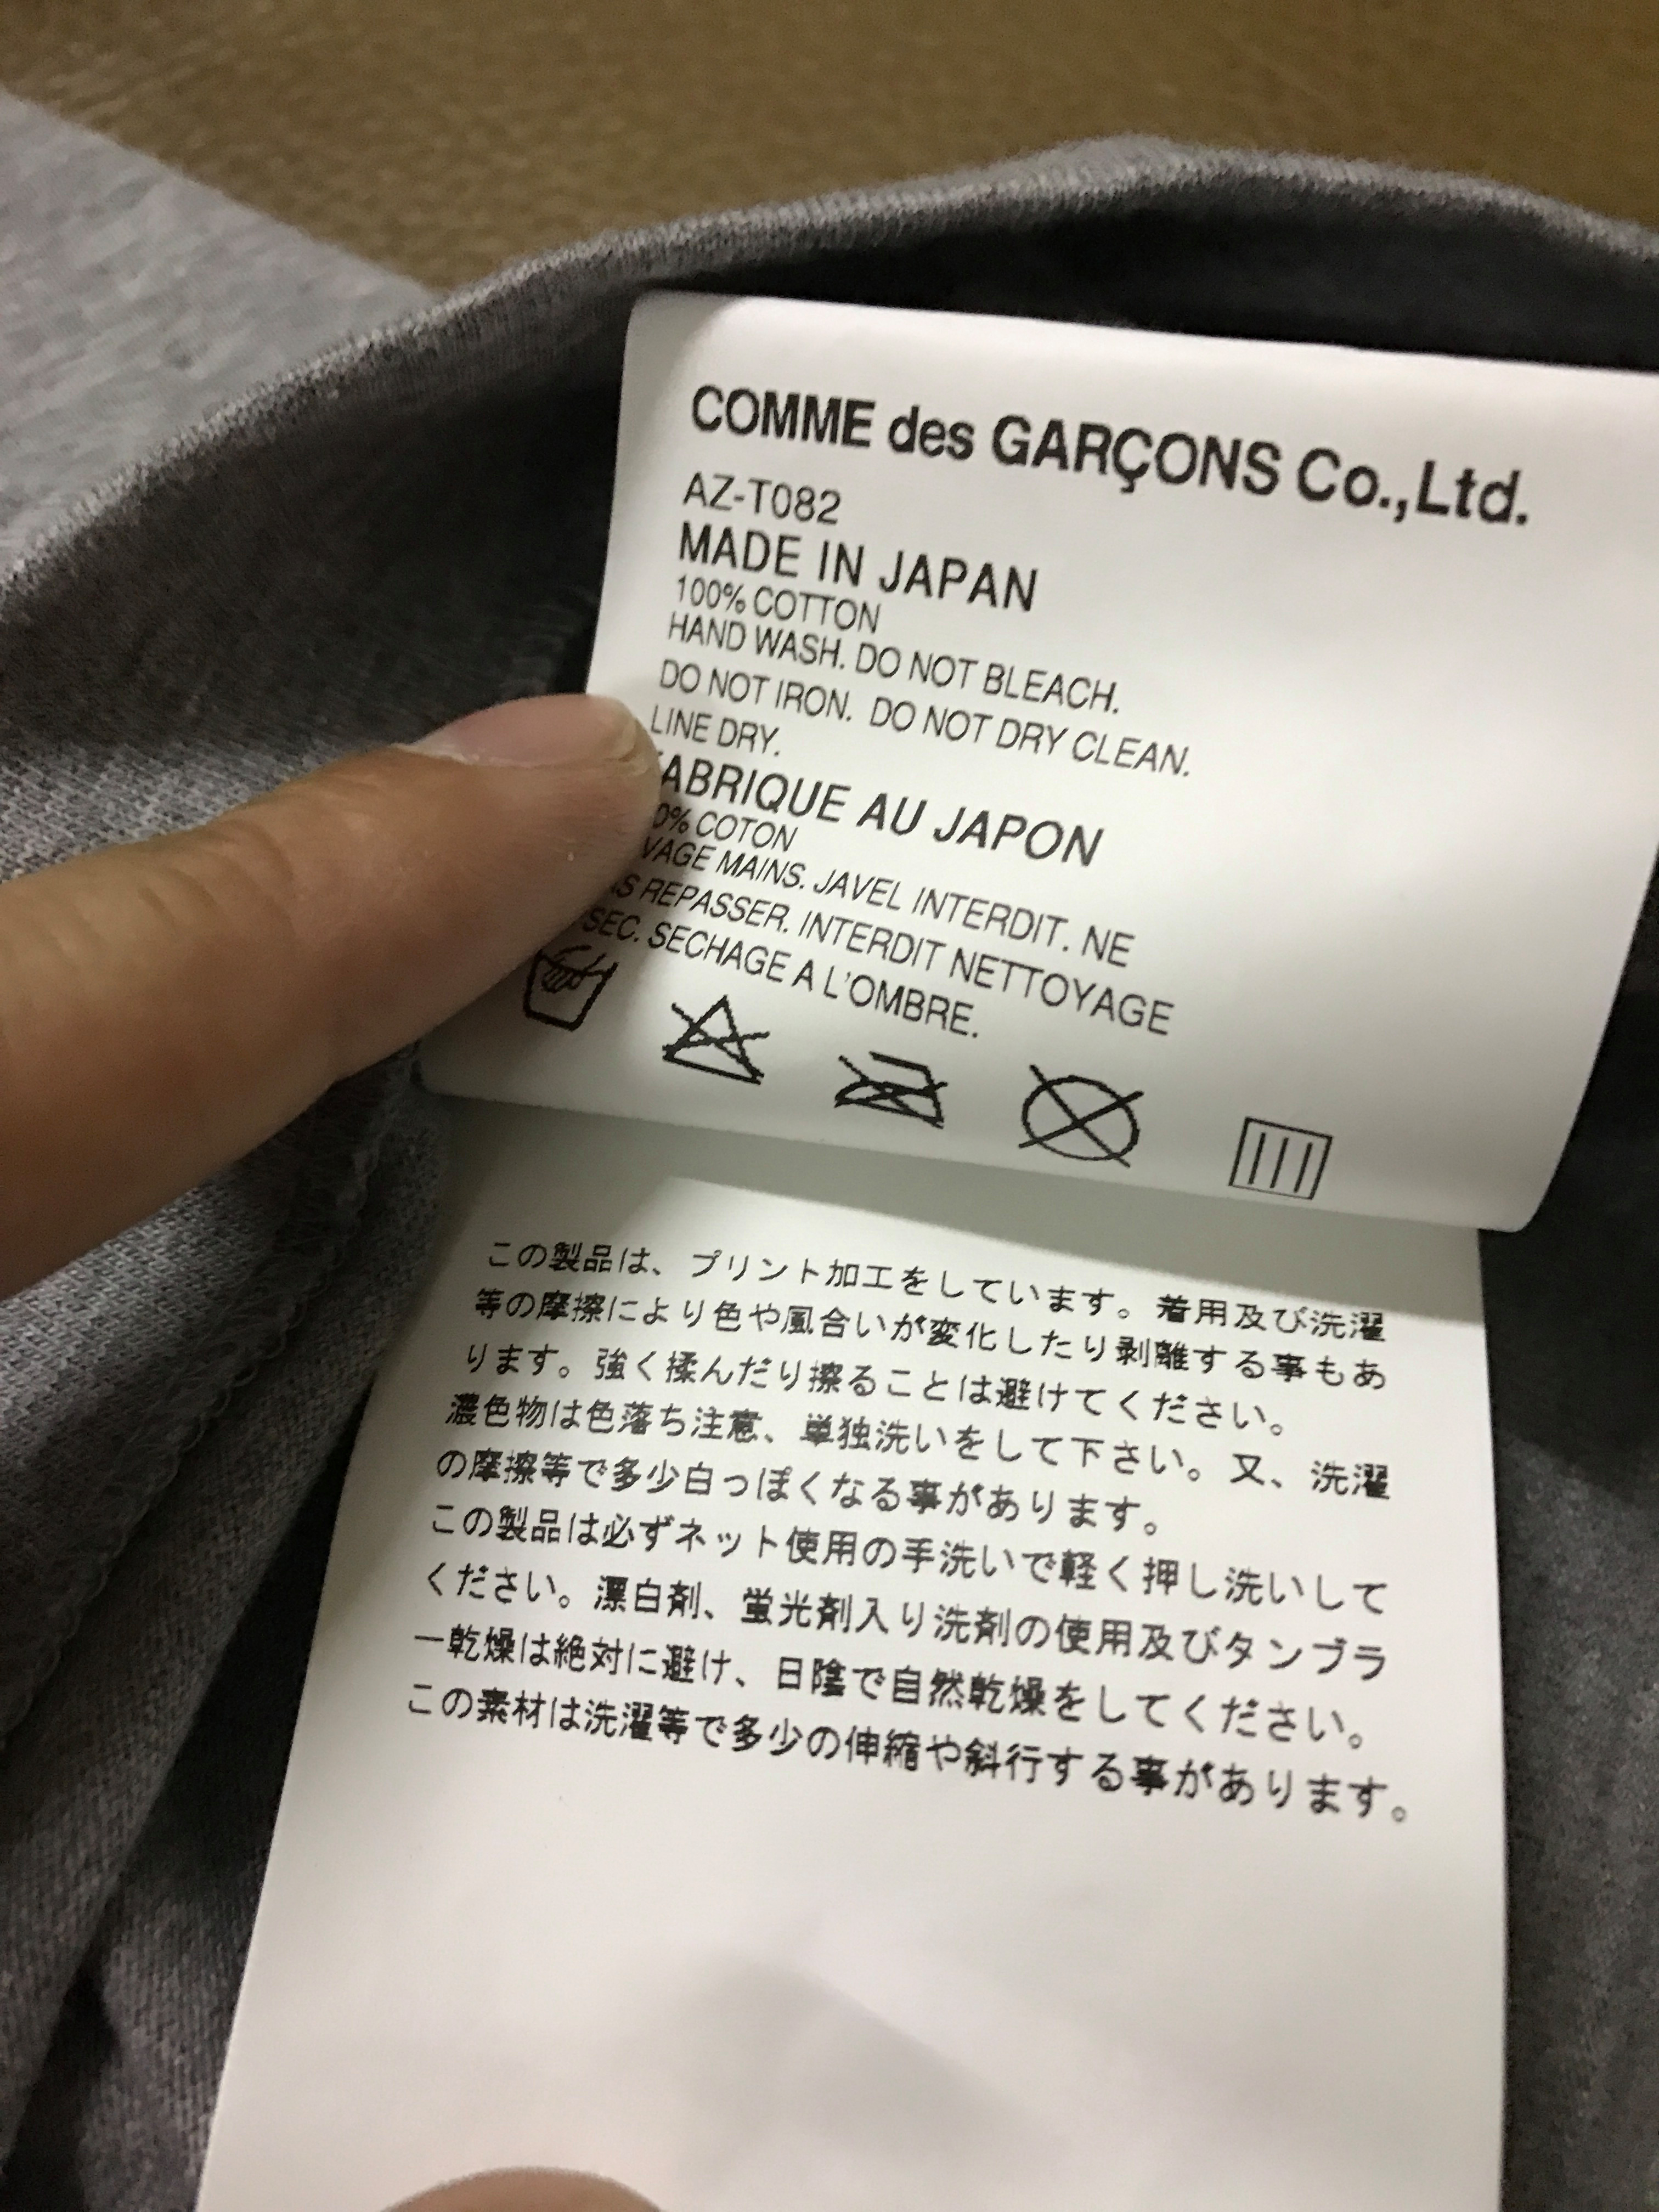 COMME des GARÇONS Co.,Ltd.
AZ-T082
MADE IN JAPAN
100% COTTON
HAND WASH. DO NOT BLEACH.
DO NOT IRON. DO NOT DRY CLEAN.
LINE DRY.
ABRIQUE AU JAPON
0% COTON
VAGE MAINS. JAVEL INTERDIT. NE
AS REPASSER. INTERDIT NETTOYAGE
SEC. SECHAGE A L'OMBRE.
この製品は、プリント加工をしています。着用及び洗濯
等の摩擦により色や風合いが変化したり剥離する事もあ
ります。強く揉んだり擦ることは避けてください。
濃色物は色落ち注意、単独洗いをして下さい。又、洗濯
の摩擦等で多少白っぽくなる事があります。
この製品は必ずネット使用の手洗いで軽く押し洗いして
ください。漂白剤、蛍光剤入り洗剤の使用及びタンブラ
ー乾燥は絶対に避け、日陰で自然乾燥をしてください。
この素材は洗濯等で多少の伸縮や斜行する事があります。